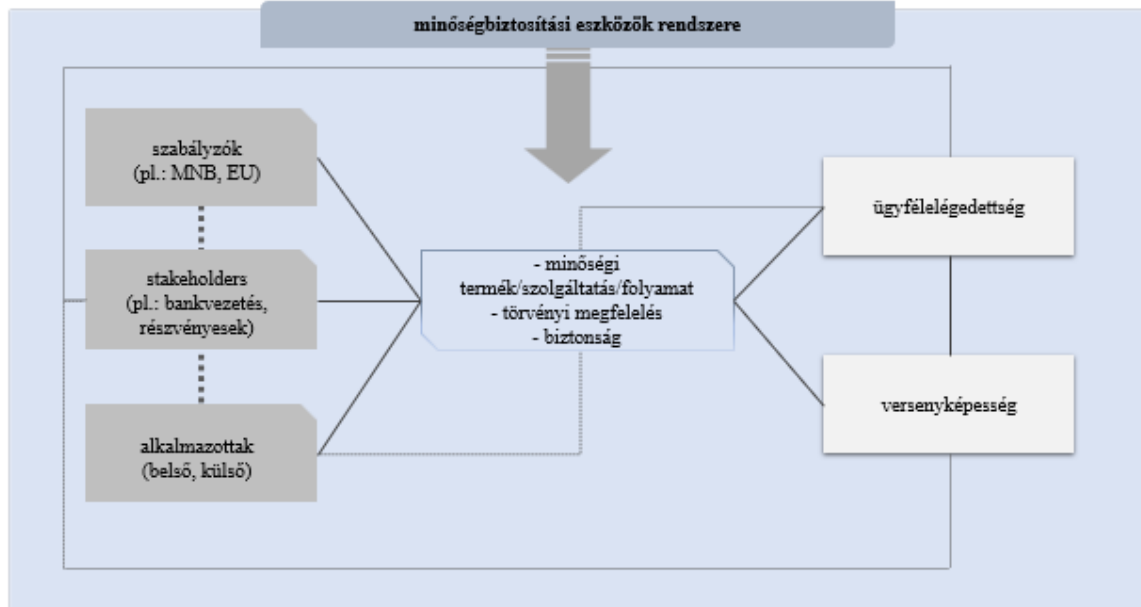 minőségbiztosítási eszközök rendszere
szabályzók
(pl.: MNB, EU)
stakeholders
(pl.: bankvezetés,
részvényesek)
alkalmazottak
(belső, külső)
- minőségi
termék/szolgáltatás/folyamat
- törvényi megfelelés
- biztonság
ügyfélelégedettség
versenyképesség